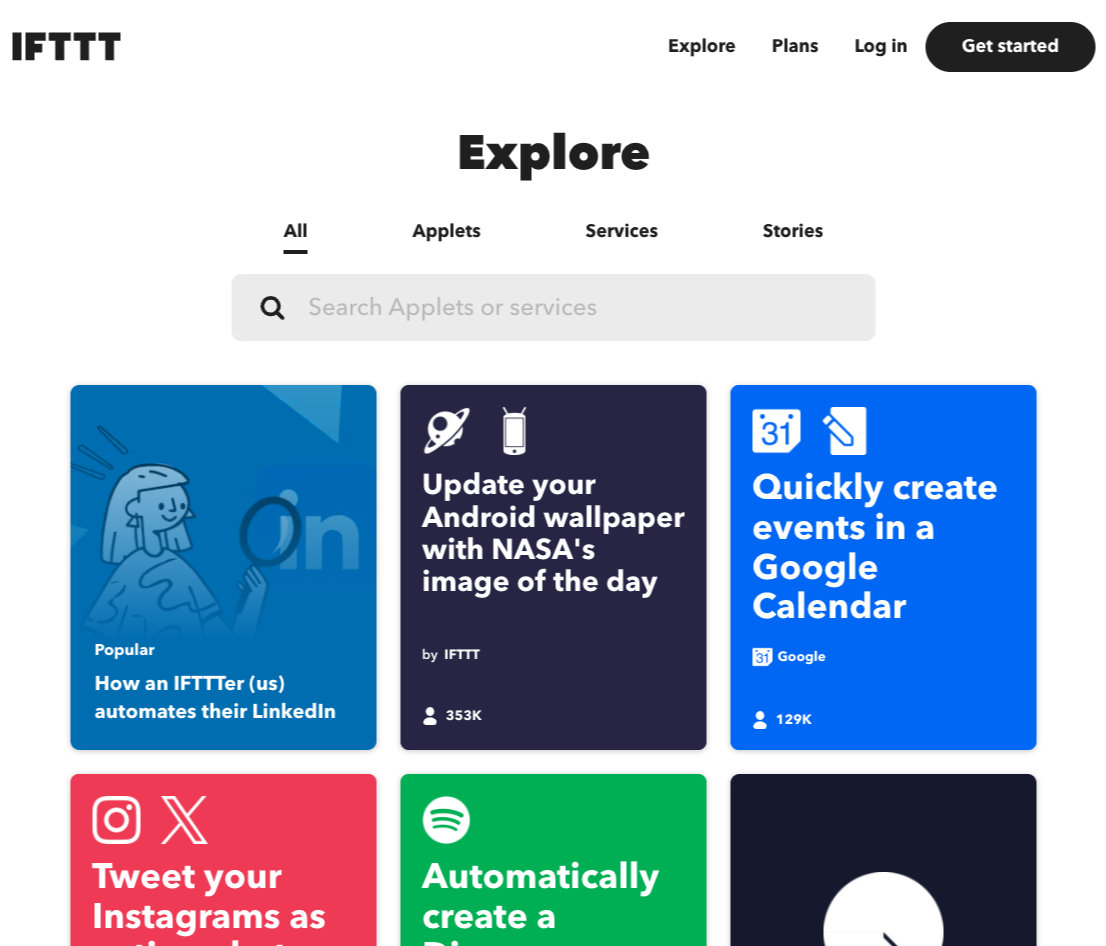 IFTTT
Explore
Plans
Log in
Get started
Explore
All
Applets
Services
Stories
Search Applets or services
in
Popular
How an IFTTTer (us)
automates their LinkedIn
Update your
Android wallpaper
with NASA's
image of the day
by IFTTT
353K
31
Quickly create
events in a
Google
Calendar
31
Google
129K
Tweet your
Instagrams as
Automatically
create a